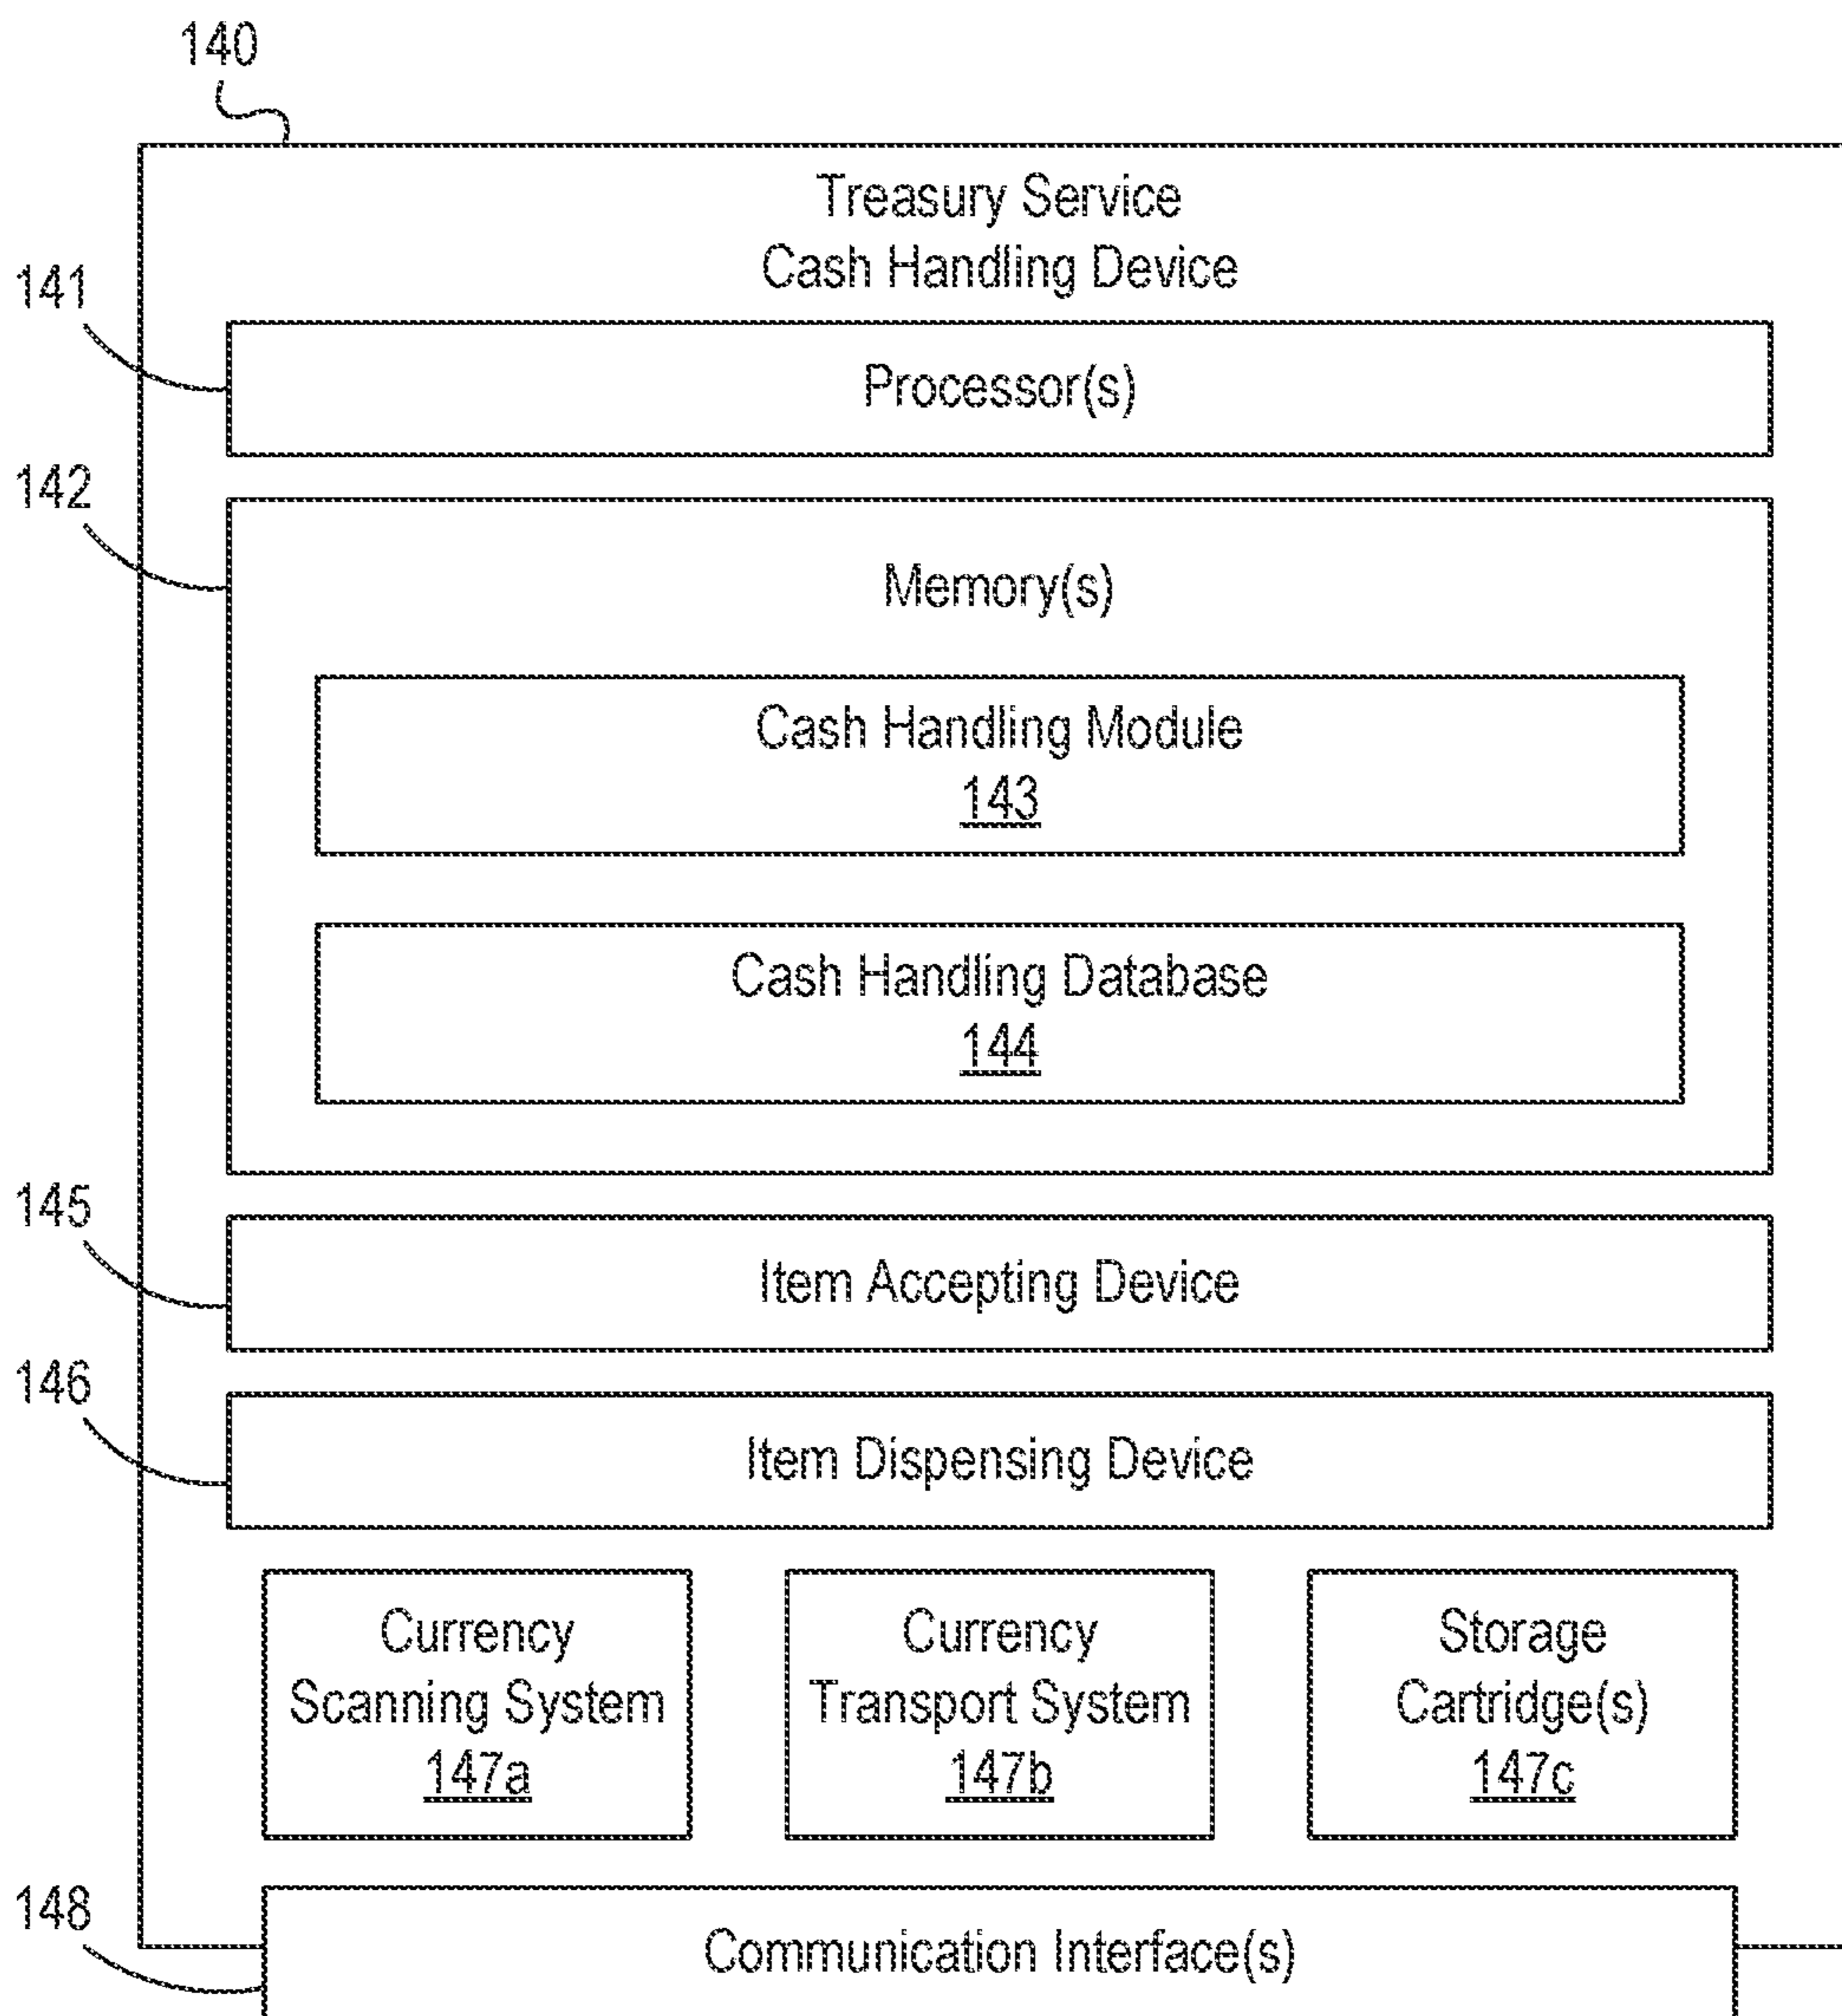 140
Treasury Service
Cash Handling Device
141
Processor(s)
142
Memory(s)
Cash Handling Module
143
Cash Handling Database
144
145
Item Accepting Device
146
Item Dispensing Device
Currency
Scanning System
147a
Currency
Transport System
147b
Storage
Cartridge(s)
147c
148
Communication Interface(s)